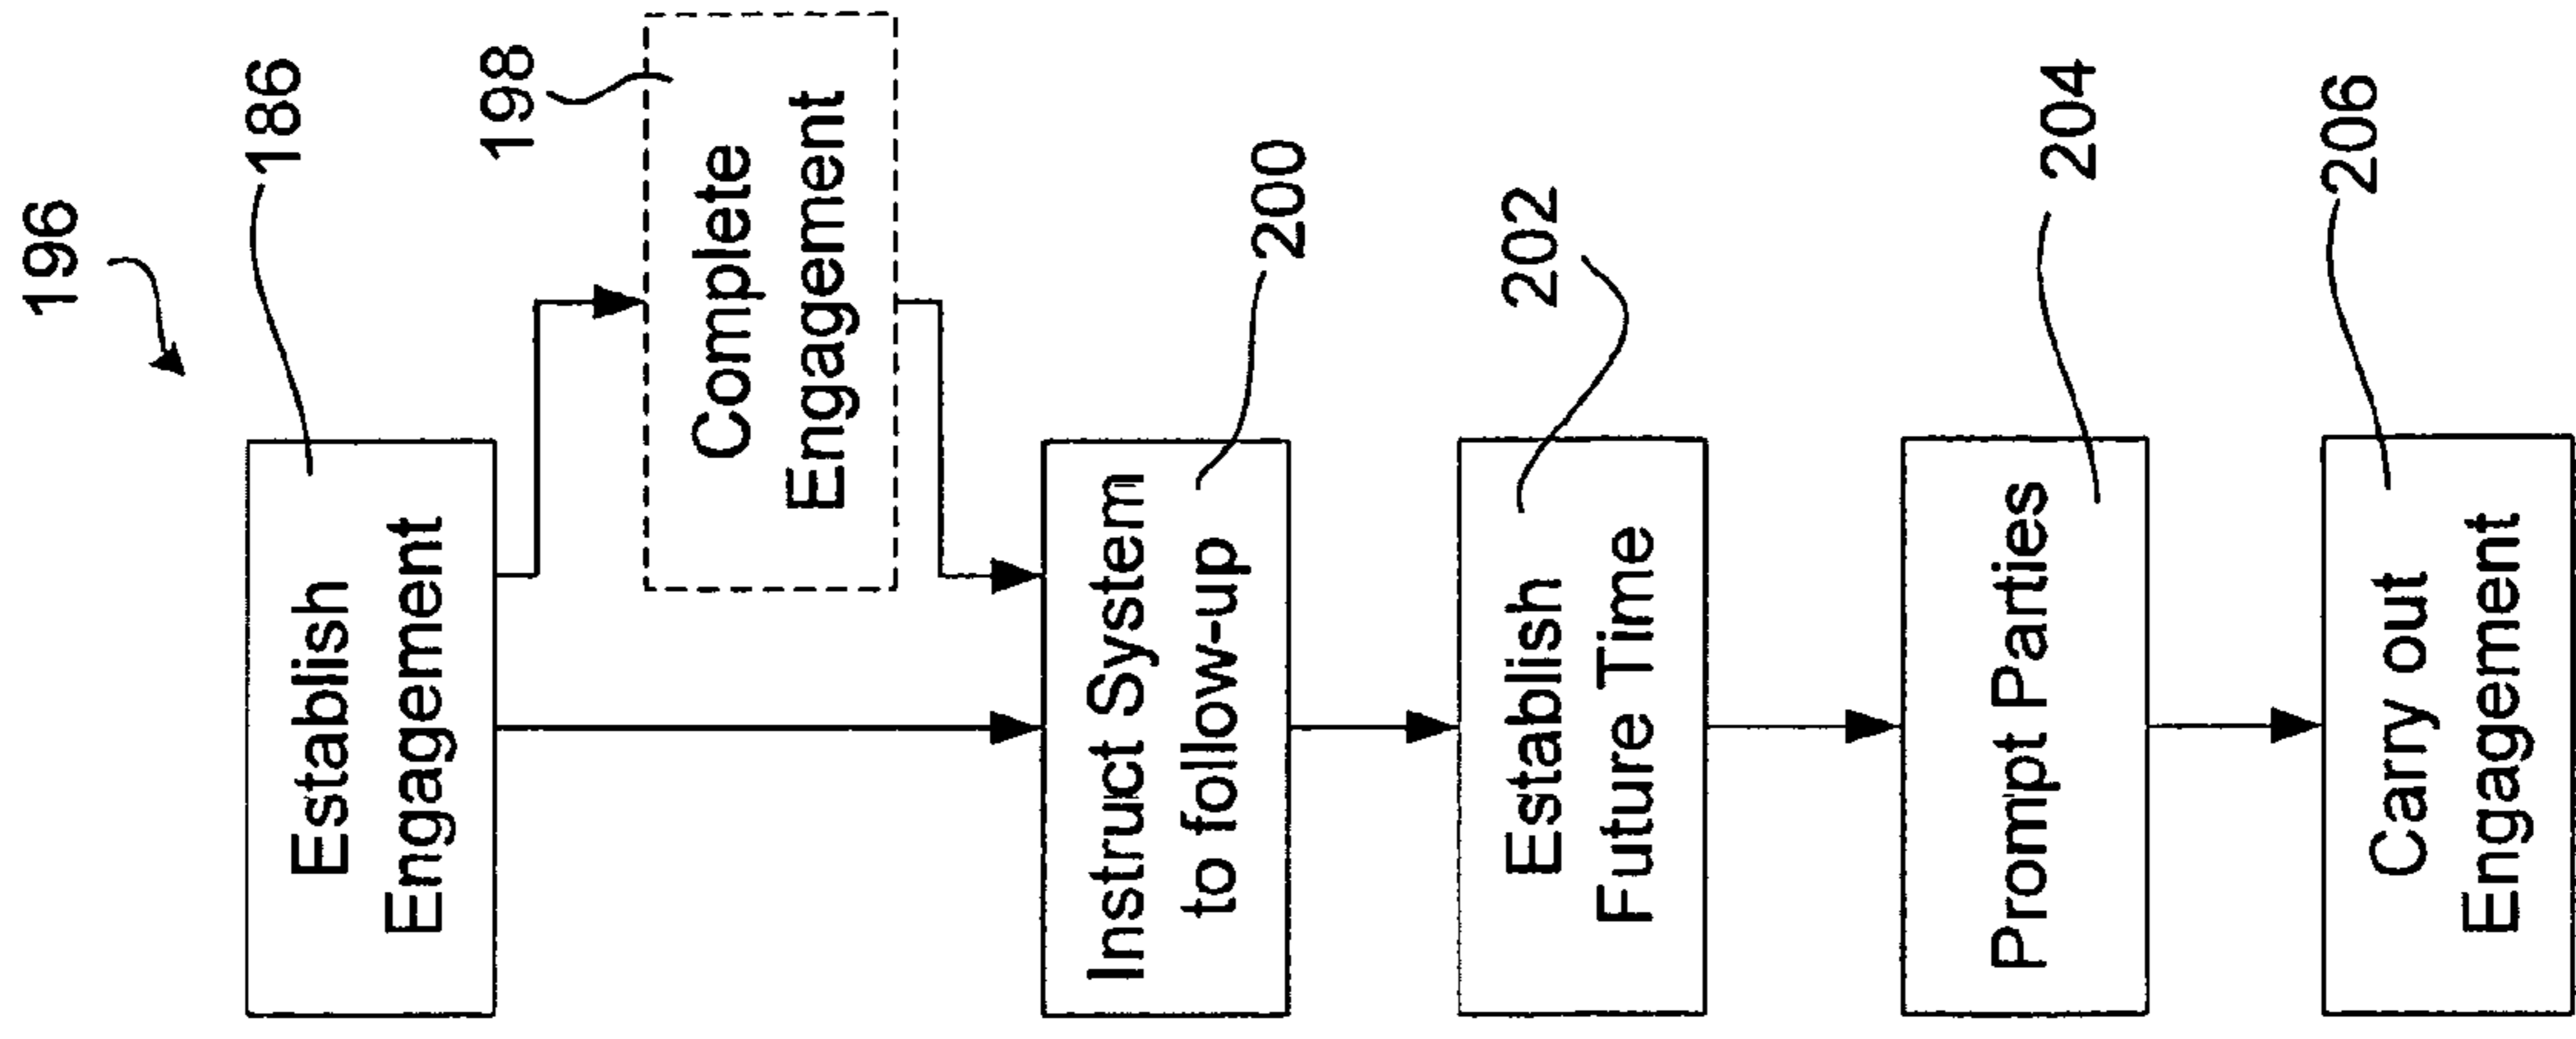 196
186
Establish
Engagement
198
Complete
Engagement
200
Instruct System
to follow-up
202
Establish
Future Time
204
Prompt Parties
206
Carry out
Engagement